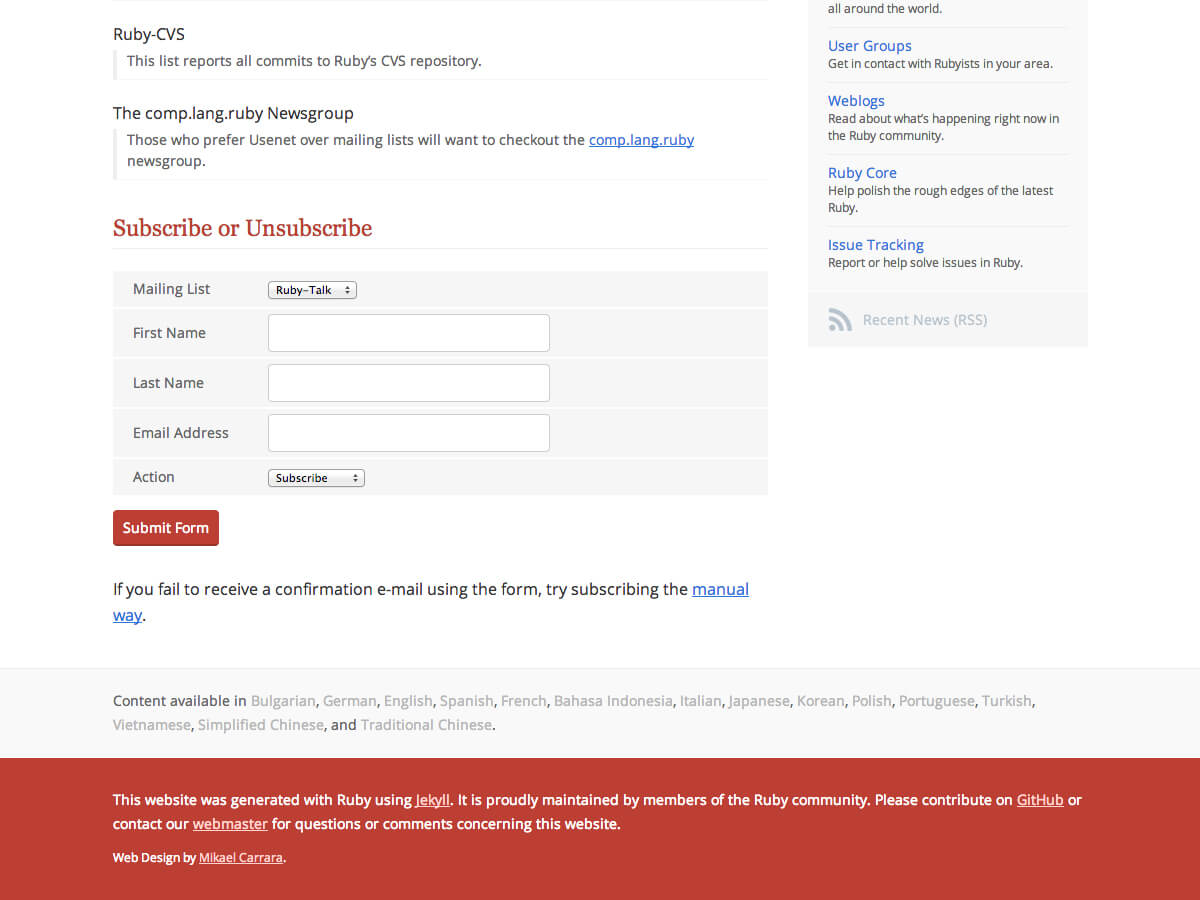 Ruby-CVS
This list reports all commits to Ruby’s CVS repository.
The comp.lang.ruby Newsgroup
Those who prefer Usenet over mailing lists will want to checkout the comp.lang.ruby
newsgroup.
Subscribe or Unsubscribe
Mailing List Ruby-Talk
First Name
Last Name
Email Address
Action Subscribe
Submit Form
If you fail to receive a confirmation e-mail using the form, try subscribing the manual
way.
all around the world.
User Groups
Get in contact with Rubyists in your area.
Weblogs
Read about what’s happening right now in
the Ruby community.
Ruby Core
Help polish the rough edges of the latest
Ruby.
Issue Tracking
Report or help solve issues in Ruby.
Recent News (RSS)
Content available in Bulgarian, German, English, Spanish, French, Bahasa Indonesia, Italian, Japanese, Korean, Polish, Portuguese, Turkish,
Vietnamese, Simplified Chinese, and Traditional Chinese.
This website was generated with Ruby using Jekyll. It is proudly maintained by members of the Ruby community. Please contribute on GitHub or
contact our webmaster for questions or comments concerning this website.
Web Design by Mikael Carrara.